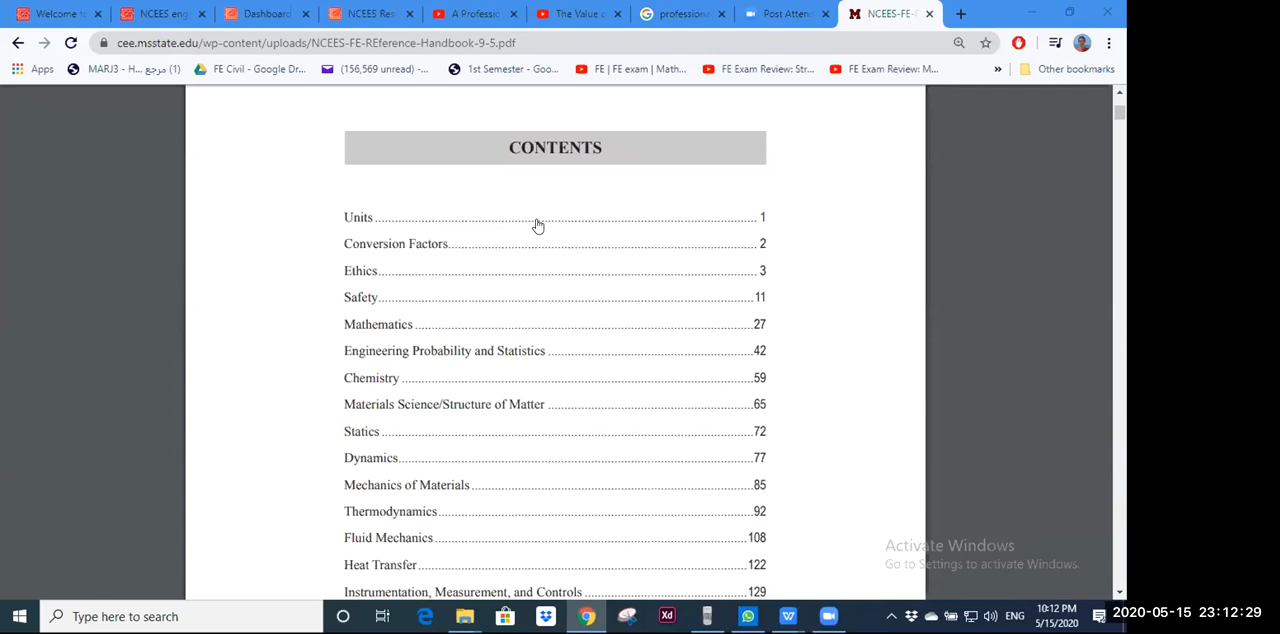 Welcome to
NCEES eng
Dashboard
NCEES Res
A Professic
The Value o
professiona
Post Attend
NCEES-FE-R
cee.msstate.edu/wp-content/uploads/NCEES-FE-REference-Handbook-9-5.pdf
Apps
MARJ3 - H... مرجع (1)
FE Civil - Google Dr...
(156,569 unread) -...
1st Semester - Goo...
FE | FE exam | Math...
FE Exam Review: Str...
FE Exam Review: M...
»
Other bookmarks
CONTENTS
Units 1
Conversion Factors 2
Ethics 3
Safety 11
Mathematics 27
Engineering Probability and Statistics 42
Chemistry 59
Materials Science/Structure of Matter 65
Statics 72
Dynamics 77
Mechanics of Materials 85
Thermodynamics 92
Fluid Mechanics 108
Heat Transfer 122
Instrumentation, Measurement, and Controls 129
Activate Windows
Go to Settings to activate Windows.
Type here to search
Xd
ENG
10:12 PM
5/15/2020
2020-05-15 23:12:29